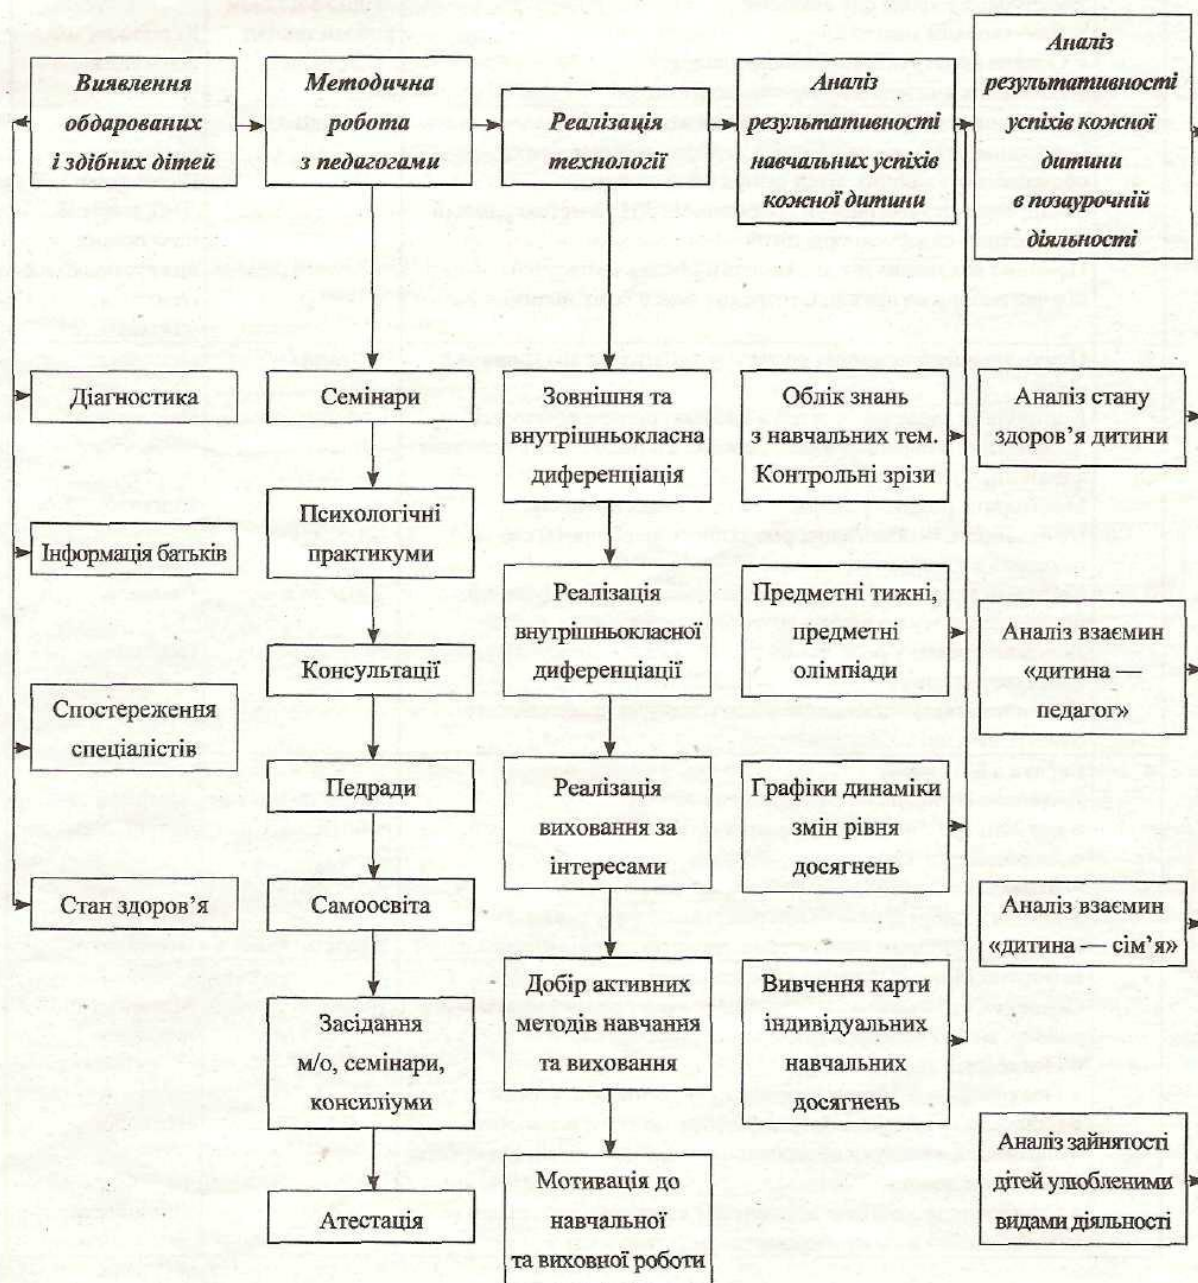 Виявлення
обдарованих
і здібних дітей
Методична
робота
з педагогами
Реалізація
технології
Аналіз
результативності
навчальних успіхів
кожної дитини
Аналіз
результативності
успіхів кожної
дитини
в позаурочній
діяльності
Діагностика
Інформація батьків
Спостереження
спеціалістів
Стан здоров’я
Семінари
Психологічні
практикуми
Консультації
Педради
Самоосвіта
Засідання
м/о, семінари,
консиліуми
Атестація
Зовнішня та
внутрішньокласна
диференціація
Реалізація
внутрішньокласної
диференціації
Реалізація
виховання за
інтересами
Добір активних
методів навчання
та виховання
Мотивація до
навчальної
та виховної роботи
Облік знань
з навчальних тем.
Контрольні зрізи
Предметні тижні,
предметні
олімпіади
Графіки динаміки
змін рівня
досягнень
Вивчення карти
індивідуальних
навчальних
досягнень
Аналіз стану
здоров’я дитини
Аналіз взаємин
«дитина —
педагог»
Аналіз взаємин
«дитина — сім’я»
Аналіз зайнятості
дітей улюбленими
видами діяльності